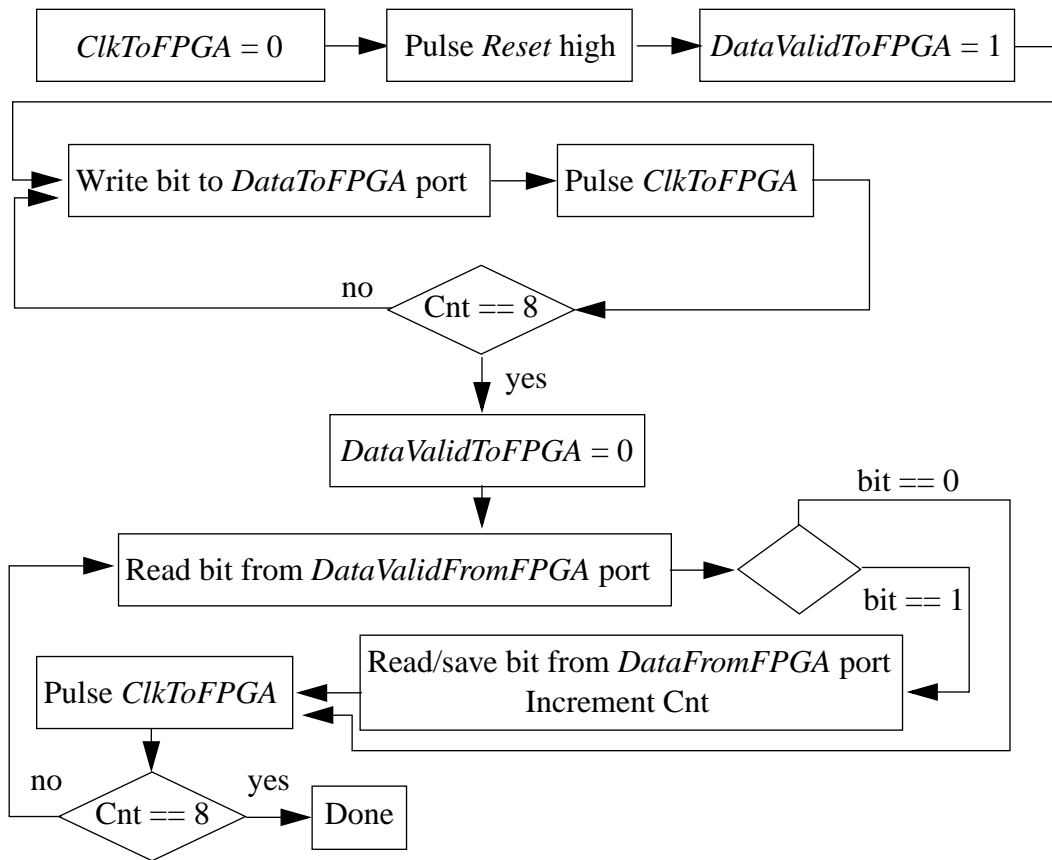 ClkToFPGA = 0
Pulse Reset high
DataValidToFPGA = 1
Write bit to DataToFPGA port
Pulse ClkToFPGA
no
Cnt == 8
yes
DataValidToFPGA = 0
bit == 0
Read bit from DataValidFromFPGA port
bit == 1
Read/save bit from DataFromFPGA port
Increment Cnt
Pulse ClkToFPGA
no
yes
Cnt == 8
Done